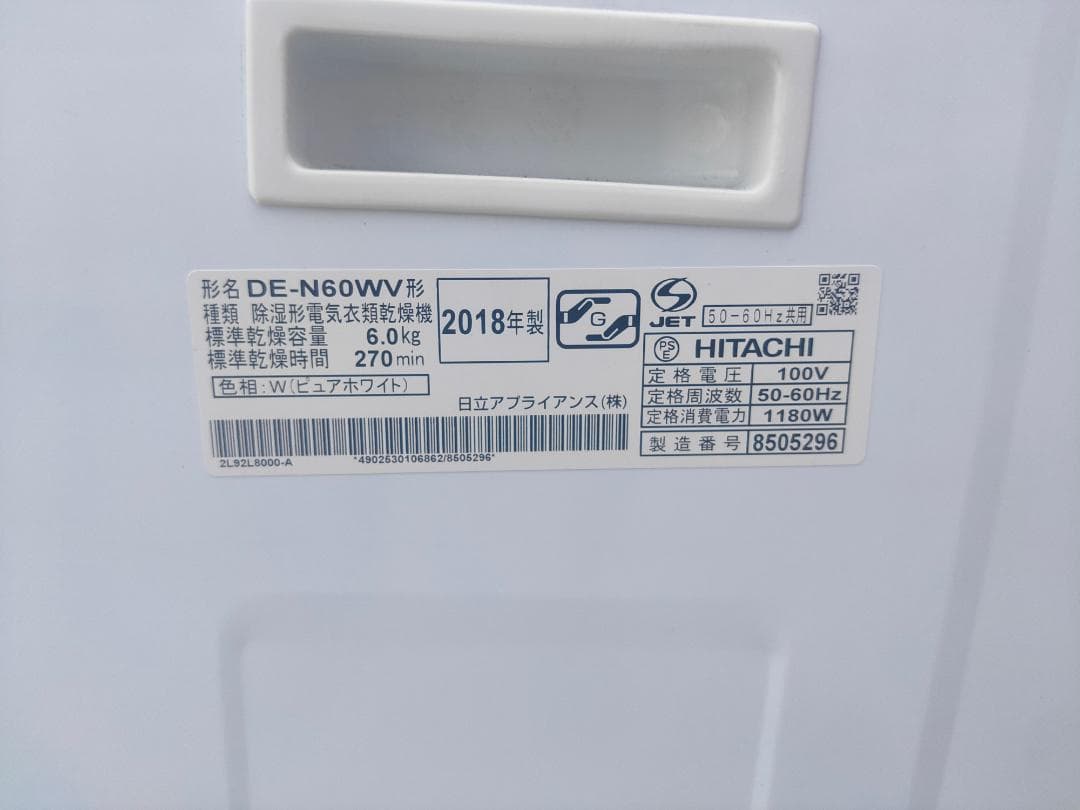 形名 DE-N60WV形
種類 除湿形電気衣類乾燥機
標準乾燥容量 6.0kg
標準乾燥時間 270min
色相:W(ピュアホワイト)
2018年製
G
S
JET
50-60Hz共用
PSE HITACHI
定格電圧 100V
定格周波数 50-60Hz
定格消費電力 1180W
製造番号 8505296
日立アプライアンス(株)
2L92L8000-A
*4902530106862/8505296*